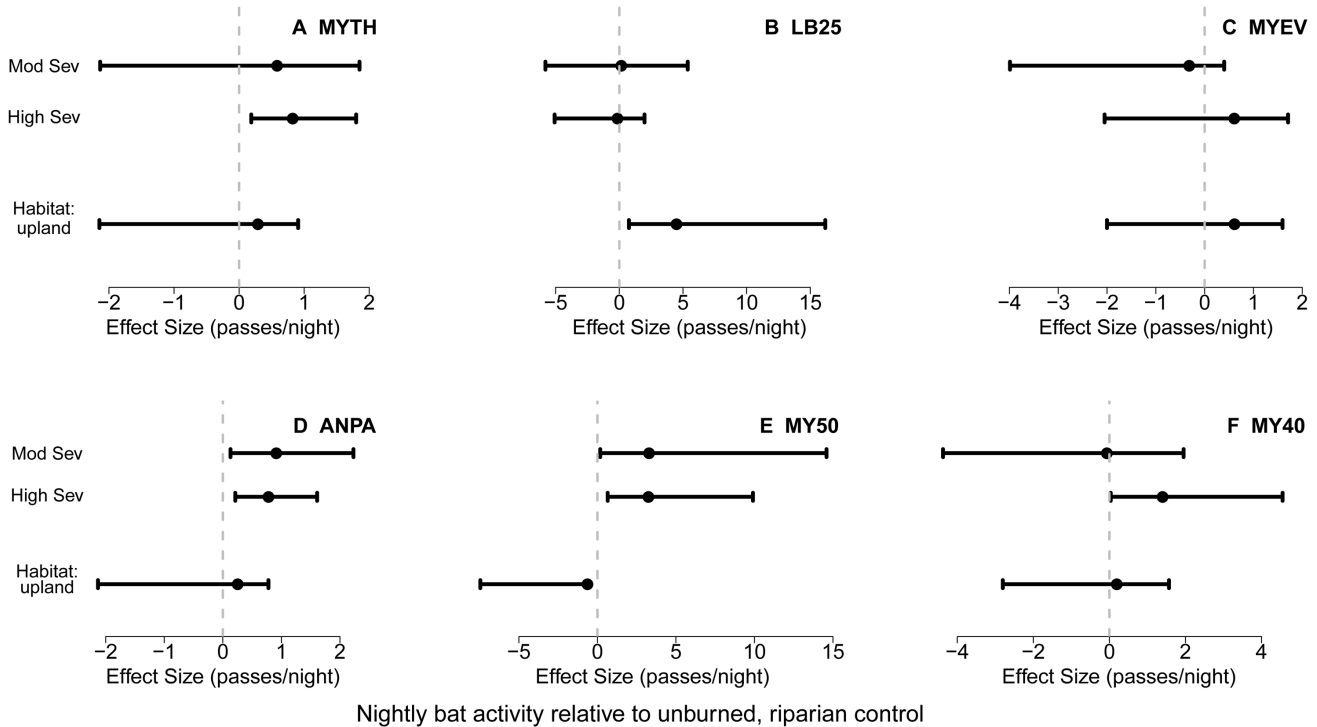 A MYTH
B LB25
C MYEV
Mod Sev
High Sev
Habitat:
upland
−2 −1 0 1 2
−5 0 5 10 15
−4 −3 −2 −1 0 1 2
Effect Size (passes/night)
Effect Size (passes/night)
Effect Size (passes/night)
D ANPA
E MY50
F MY40
Mod Sev
High Sev
Habitat:
upland
−2 −1 0 1 2
−5 0 5 10 15
−4 −2 0 2 4
Effect Size (passes/night)
Effect Size (passes/night)
Effect Size (passes/night)
Nightly bat activity relative to unburned, riparian control